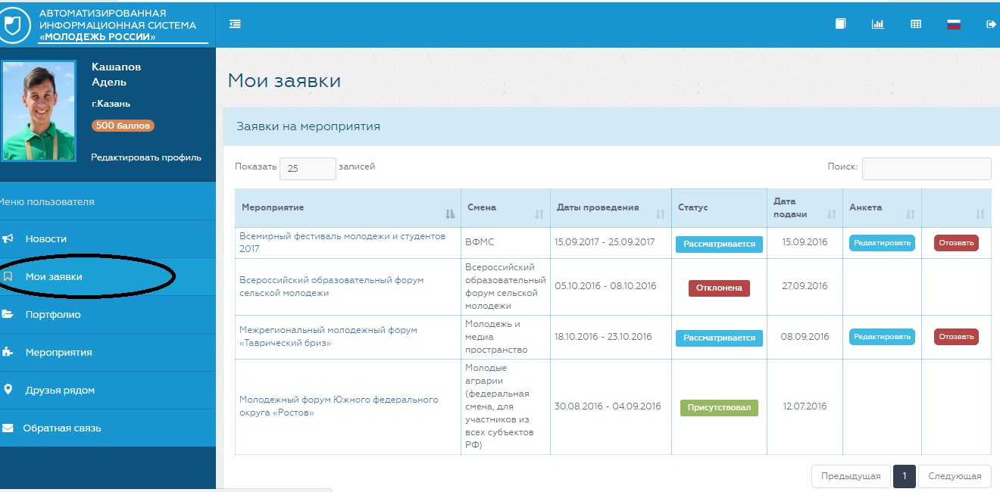 АВТОМАТИЗИРОВАННАЯ
ИНФОРМАЦИОННАЯ СИСТЕМА
«МОЛОДЕЖЬ РОССИИ»
Кашапов
Адель
г.Казань
500 баллов
Редактировать профиль
Меню пользователя
Новости
Мои заявки
Портфолио
Мероприятия
Друзья рядом
Обратная связь
Мои заявки
Заявки на мероприятия
Показать 25 записей
Поиск:
Мероприятие Смена Даты проведения Статус Дата подачи Анкета
Всемирный фестиваль молодежи и студентов
2017
ВФМС
15.09.2017 - 25.09.2017
Рассматривается
15.09.2016
Редактировать
Отозвать
Всероссийский образовательный форум
сельской молодежи
Всероссийский
образовательный
форум сельской
молодежи
05.10.2016 - 08.10.2016
Отклонена
27.09.2016
Межрегиональный молодежный форум
«Таврический бриз»
Молодежь и
медиа
пространство
18.10.2016 - 23.10.2016
Рассматривается
08.09.2016
Редактировать
Отозвать
Молодежный форум Южного федерального
округа «Ростов»
Молодые
аграрии
(федеральная
смена, для
участников из
всех субъектов
РФ)
30.08.2016 - 04.09.2016
Присутствовал
12.07.2016
Предыдущая 1 Следующая